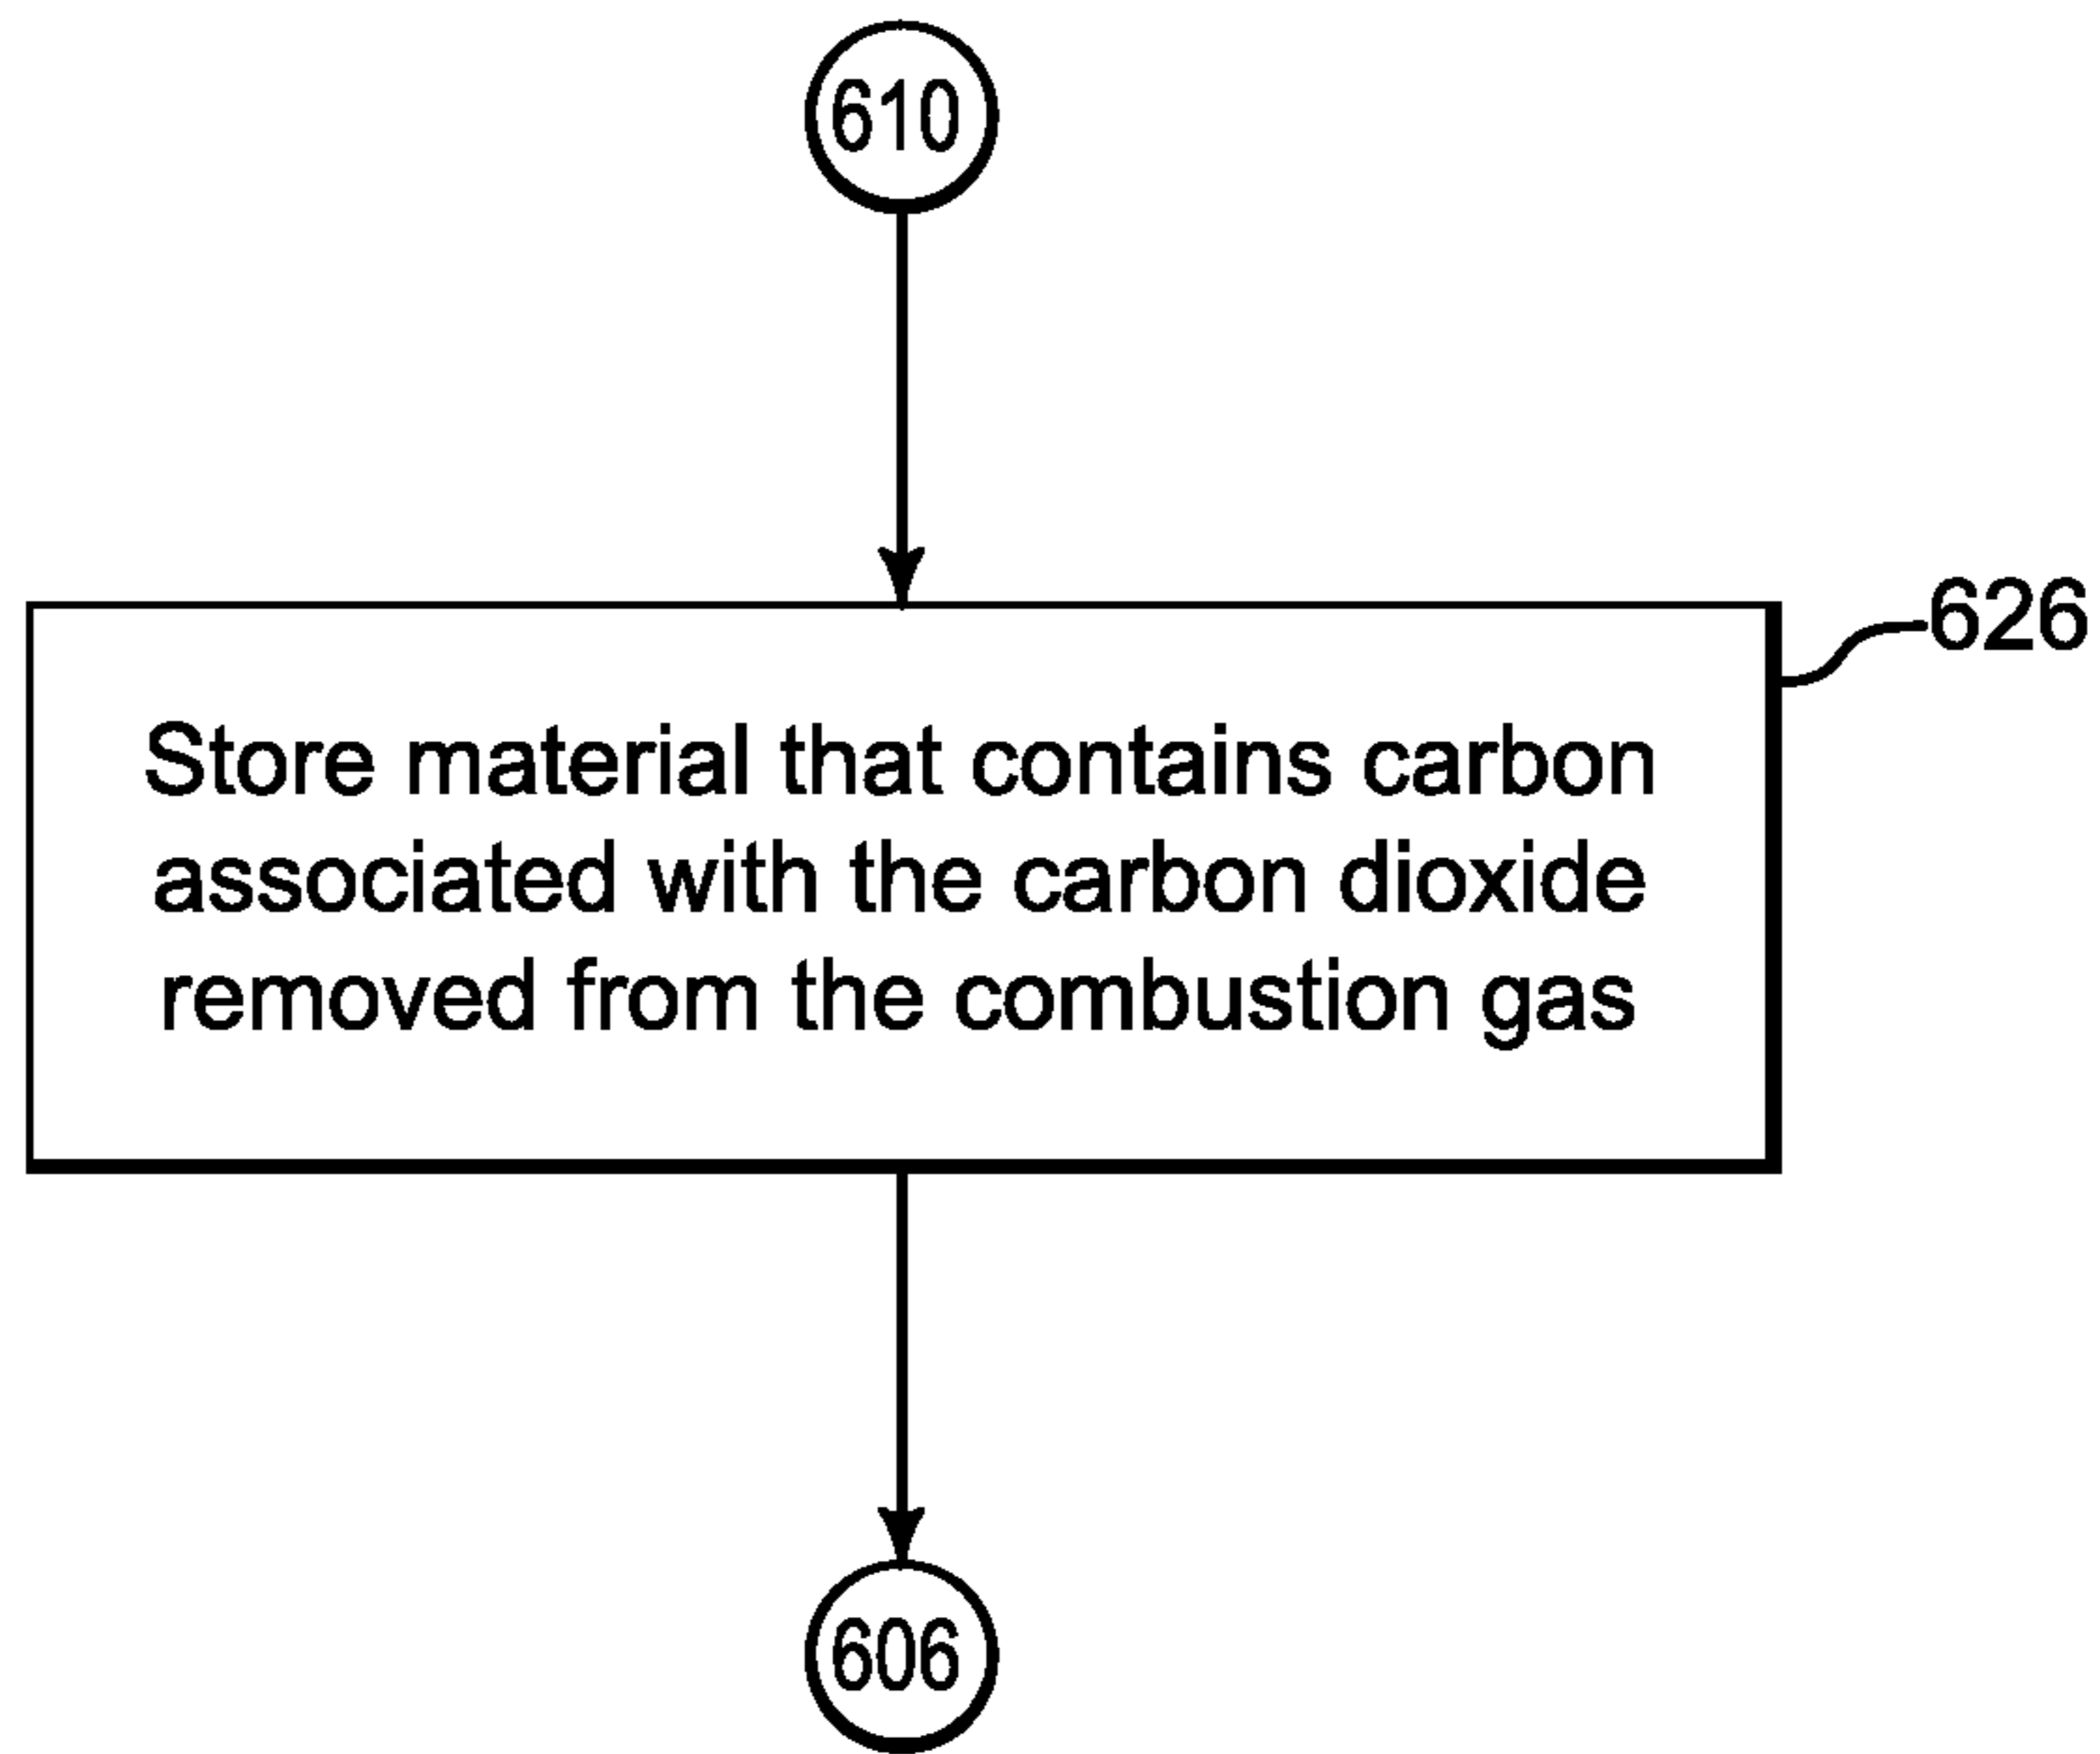 610
626
Store material that contains carbon
associated with the carbon dioxide
removed from the combustion gas
606